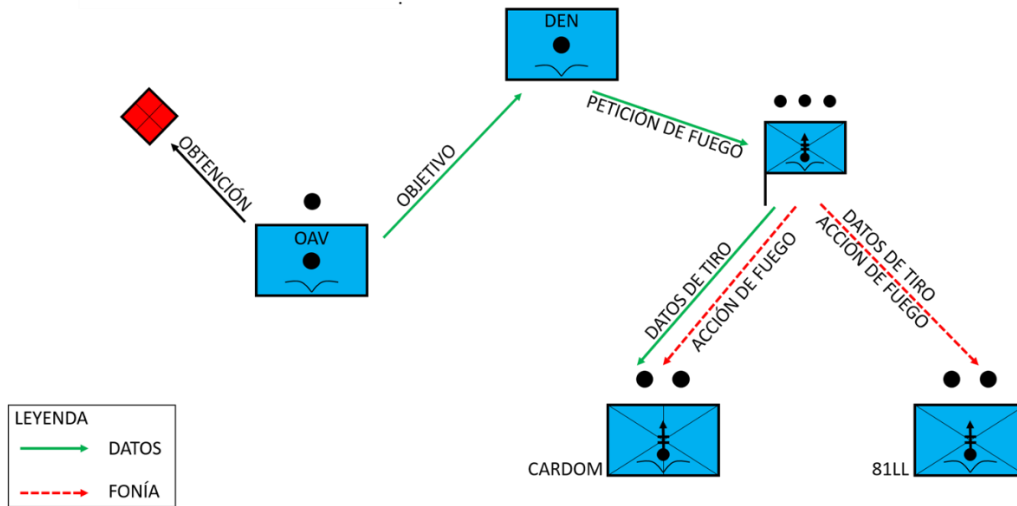 DEN
PETICIÓN DE FUEGO
OBTENCIÓN
OBJETIVO
OAV
DATOS DE TIRO
ACCIÓN DE FUEGO
DATOS DE TIRO
ACCIÓN DE FUEGO
LEYENDA
DATOS
FONÍA
CARDOM
81LL